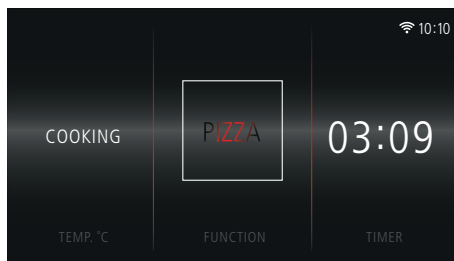 10:10
COOKING
PIZZA
03:09
TEMP. °C
FUNCTION
TIMER